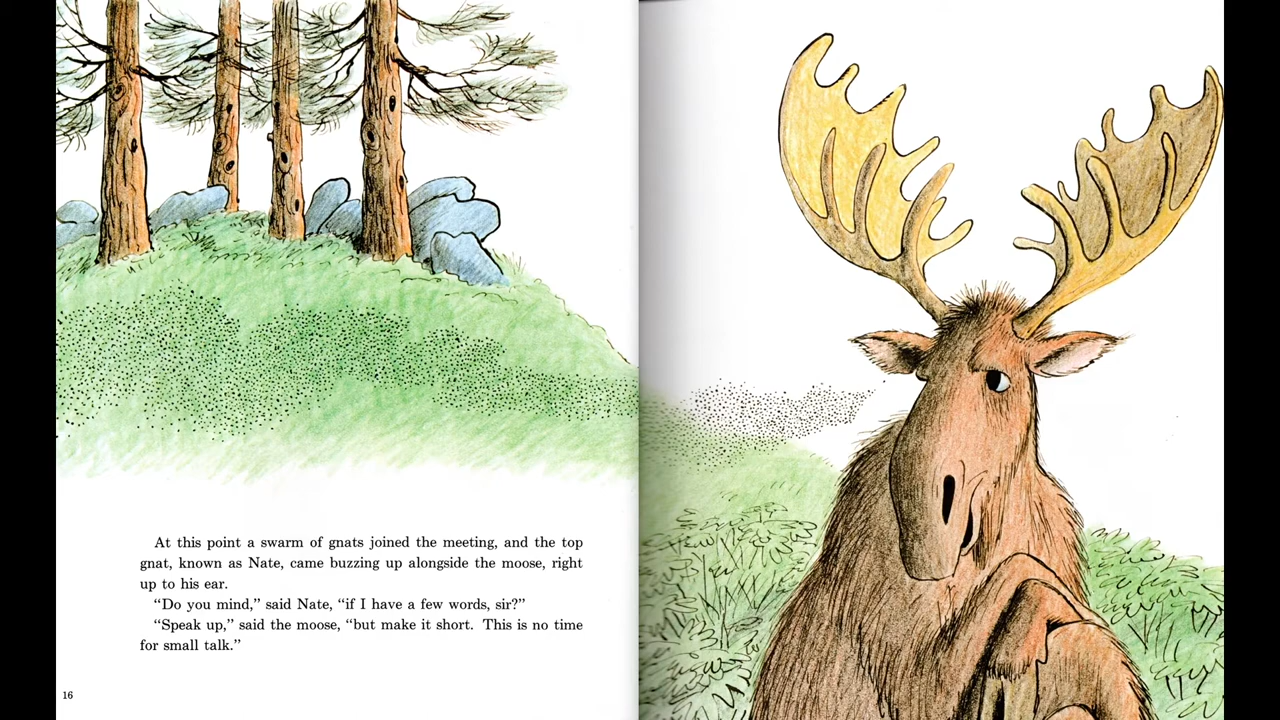 At this point a swarm of gnats joined the meeting, and the top
gnat, known as Nate, came buzzing up alongside the moose, right
up to his ear.
“Do you mind,” said Nate, “if I have a few words, sir?”
“Speak up,” said the moose, “but make it short. This is no time
for small talk.”
16